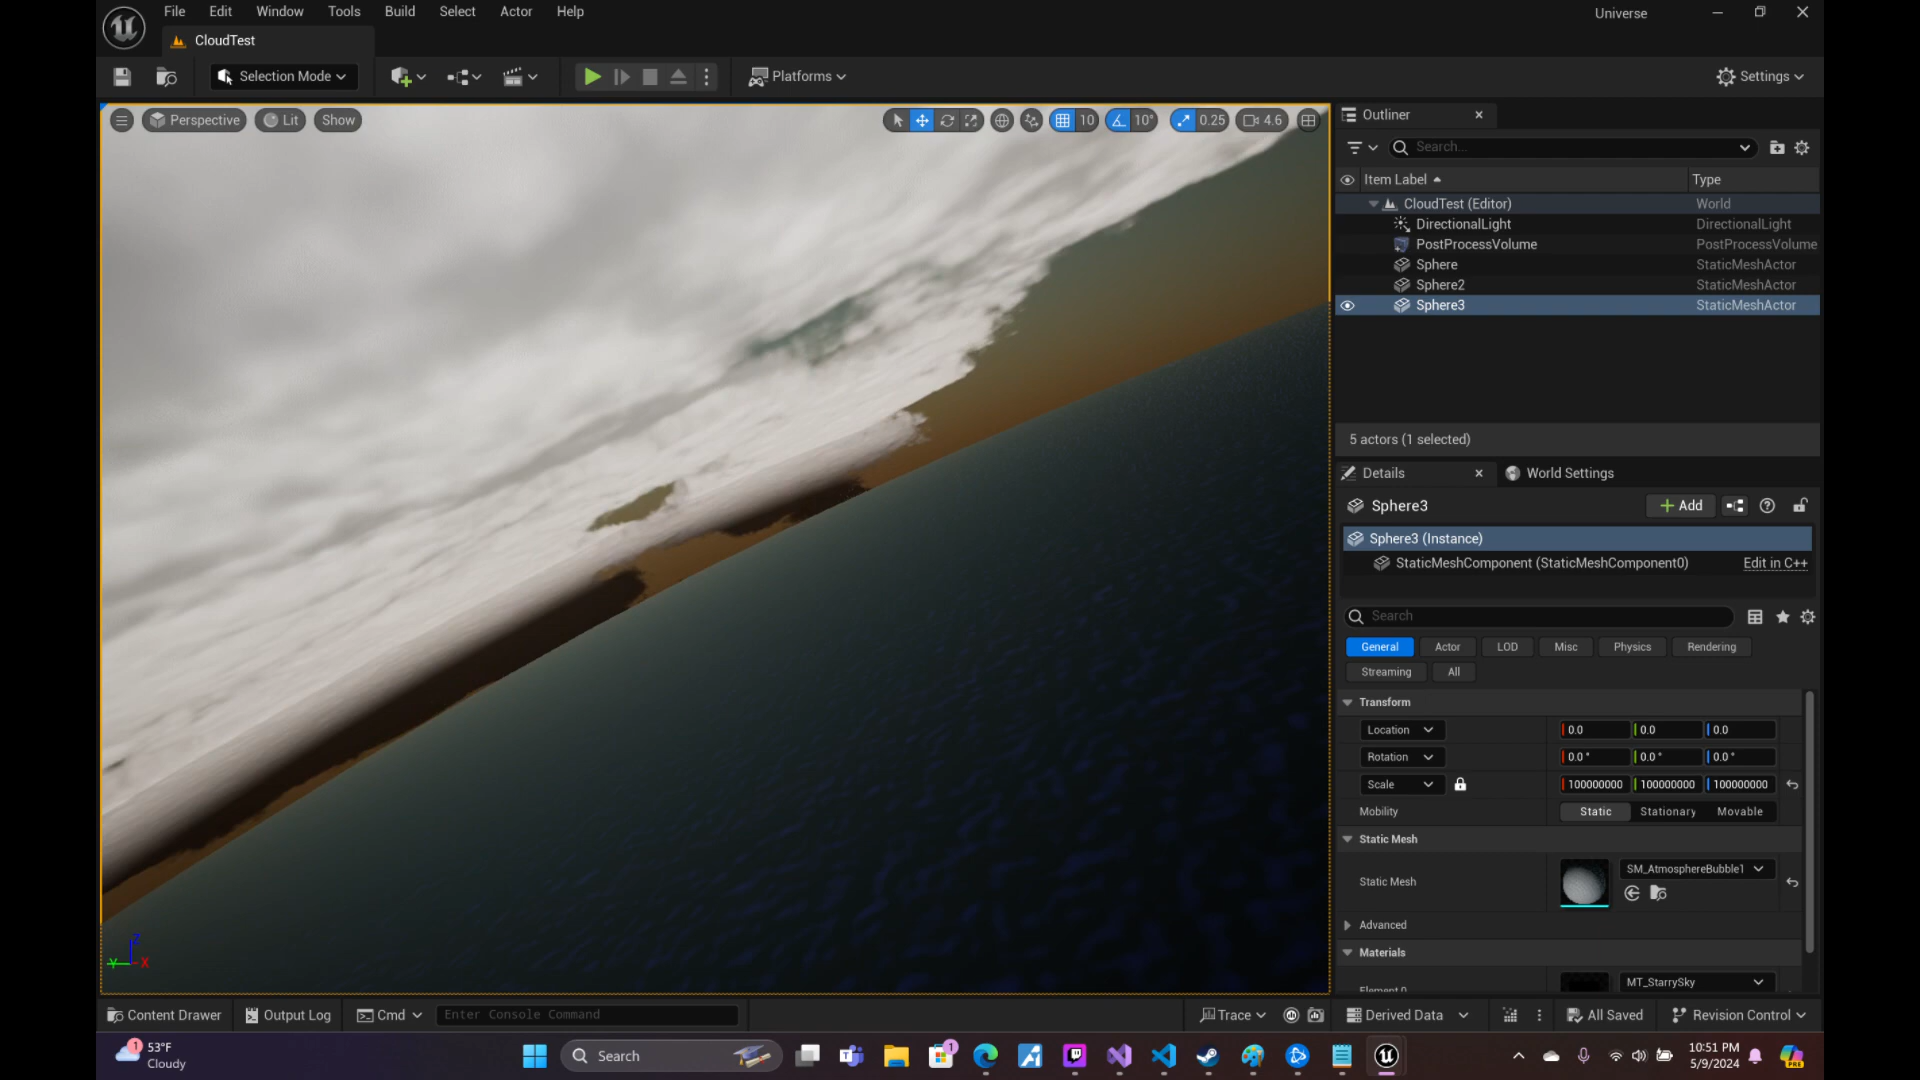 File Edit Window Tools Build Select Actor Help
Universe
CloudTest
Selection Mode
Platforms
Settings
Perspective Lit Show
10 10° 0.25 4.6
Outliner
Search...
Item Label Type
CloudTest (Editor) World
DirectionalLight DirectionalLight
PostProcessVolume PostProcessVolume
Sphere StaticMeshActor
Sphere2 StaticMeshActor
Sphere3 StaticMeshActor
5 actors (1 selected)
Details World Settings
Sphere3 Add
Sphere3 (Instance)
StaticMeshComponent (StaticMeshComponent0) Edit in C++
Search
General Actor LOD Misc Physics Rendering
Streaming All
Transform
Location 0.0 0.0 0.0
Rotation 0.0 ° 0.0 ° 0.0 °
Scale 100000000 100000000 100000000
Mobility Static Stationary Movable
Static Mesh
Static Mesh SM_AtmosphereBubble1
Advanced
Materials
Element 0 MT_StarrySky
Z
Y X
Content Drawer Output Log Cmd Enter Console Command Trace Derived Data All Saved Revision Control
1 53°F
Cloudy
Search
1
10:51 PM
5/9/2024
PRE